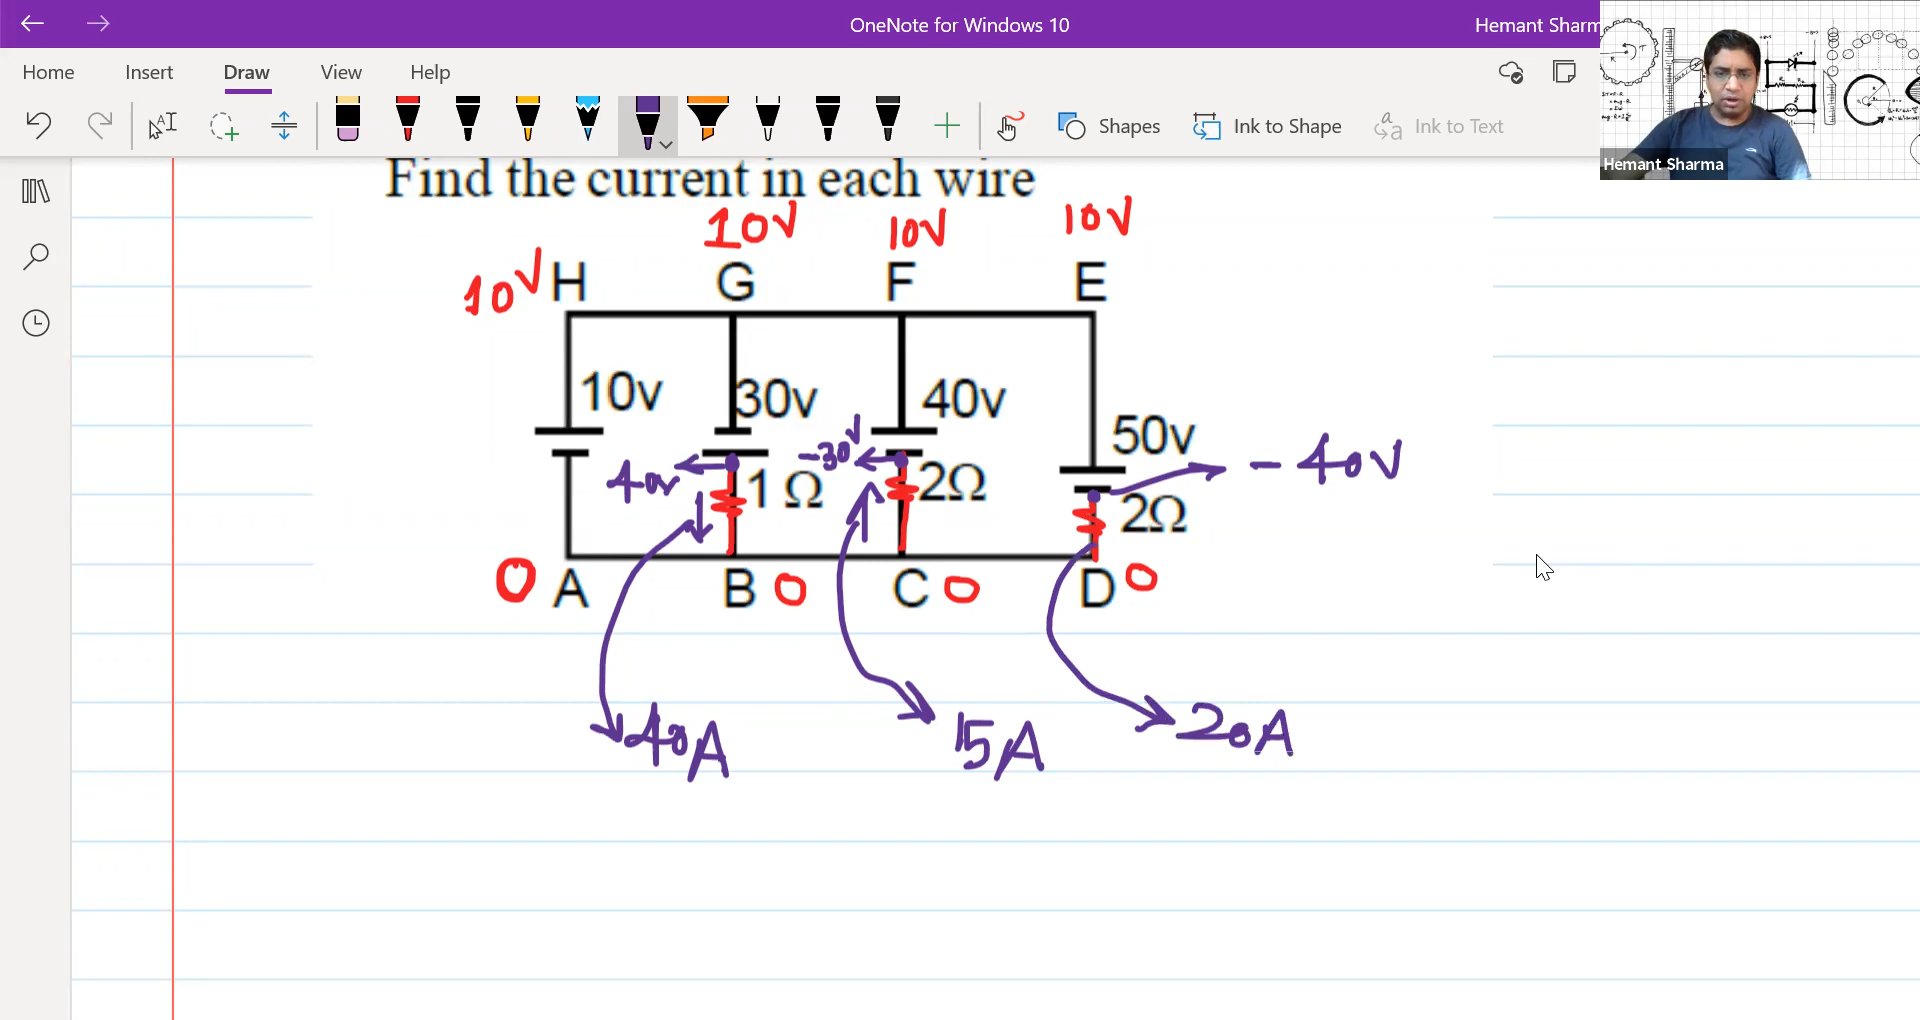 OneNote for Windows 10
Hemant Sharm
Home Insert Draw View Help
Shapes Ink to Shape Ink to Text
Hemant Sharma
Find the current in each wire
10V 10V 10V
10V H G F E
10v 30v 40v 50v
40v 1 Ω -30V 2Ω 2Ω -40V
0 A B 0 C 0 D 0
40A 15A 20A